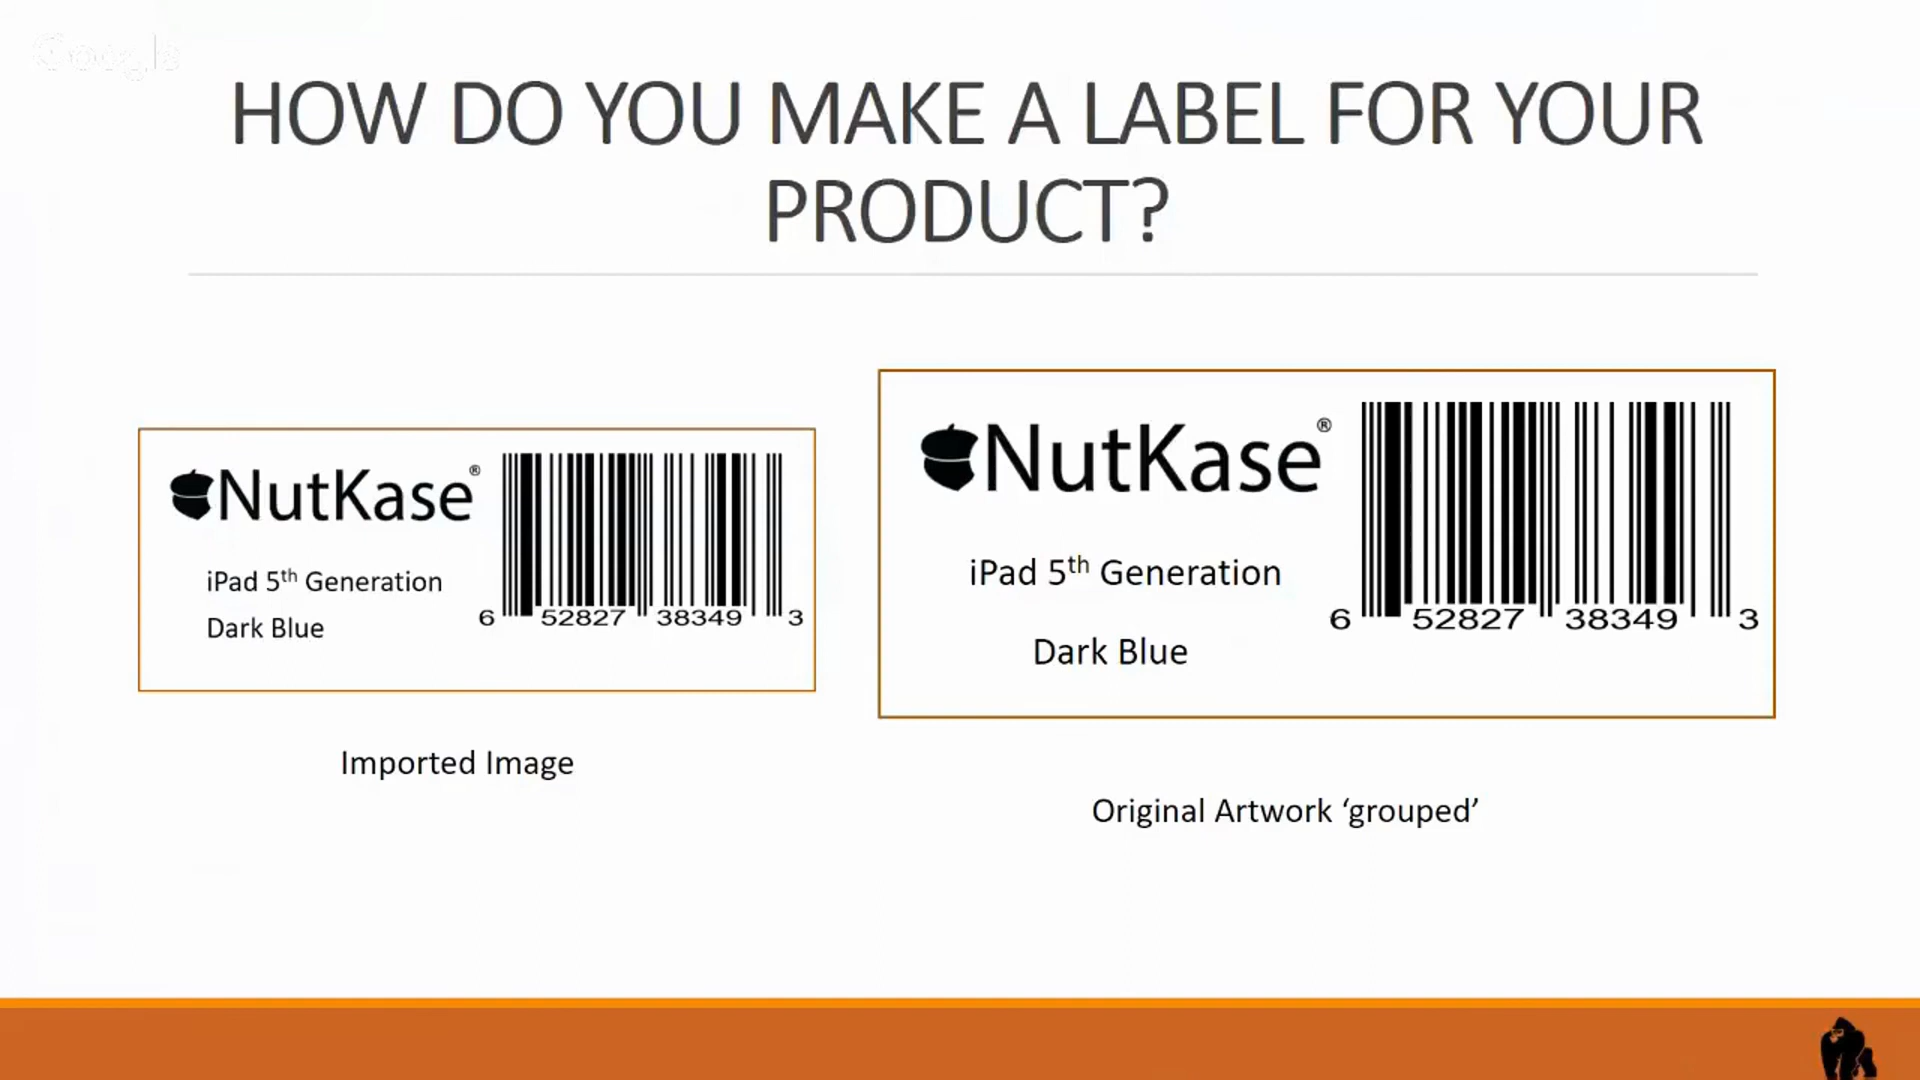 Google
HOW DO YOU MAKE A LABEL FOR YOUR
PRODUCT?
NutKase®
iPad 5th Generation
Dark Blue
6 52827 38349 3
Imported Image
NutKase®
iPad 5th Generation
Dark Blue
6 52827 38349 3
Original Artwork ‘grouped’